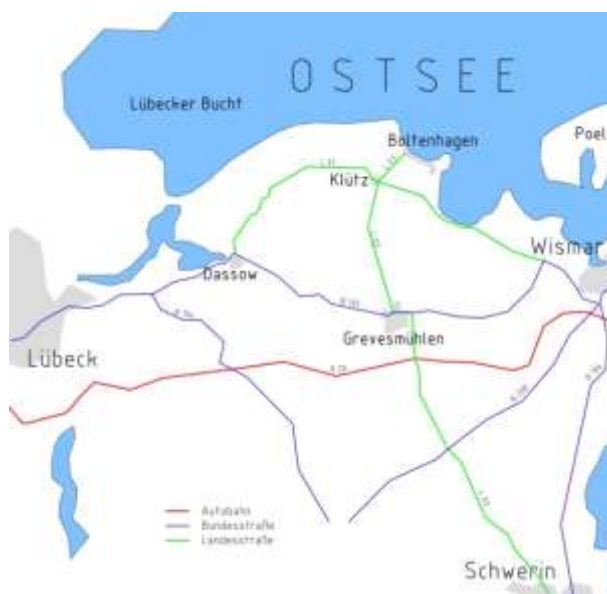 OSTSEE
Lübecker Bucht
Boltenhagen
Poel
Klütz
Wismar
Dassow
Grevesmühlen
Lübeck
Autobahn
Bundesstraße
Landesstraße
Schwerin